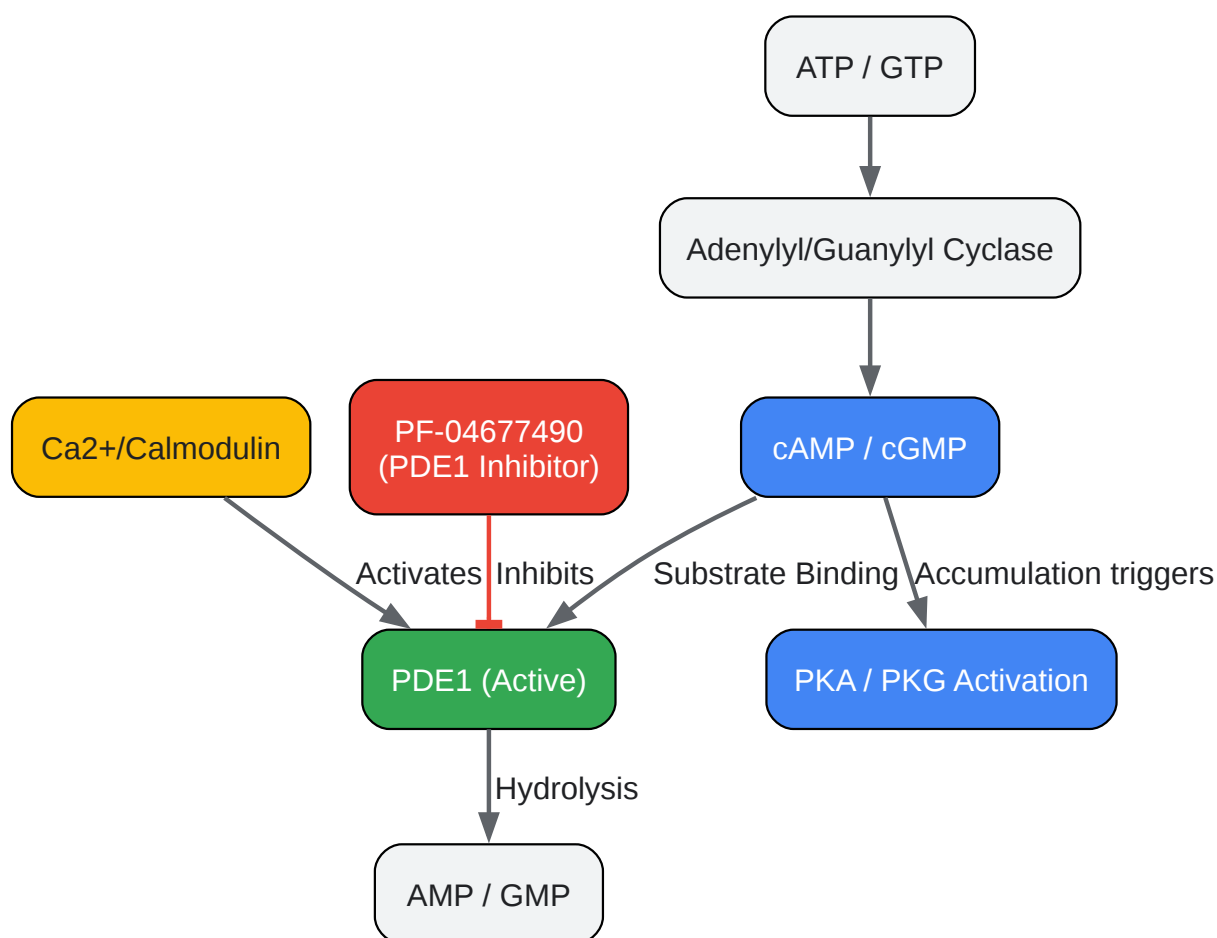 ATP / GTP
Adenylyl/Guanylyl Cyclase
Ca2+/Calmodulin
PF-04677490
(PDE1 Inhibitor)
cAMP / cGMP
Activates
Inhibits
Substrate Binding
Accumulation triggers
PDE1 (Active)
PKA / PKG Activation
Hydrolysis
AMP / GMP